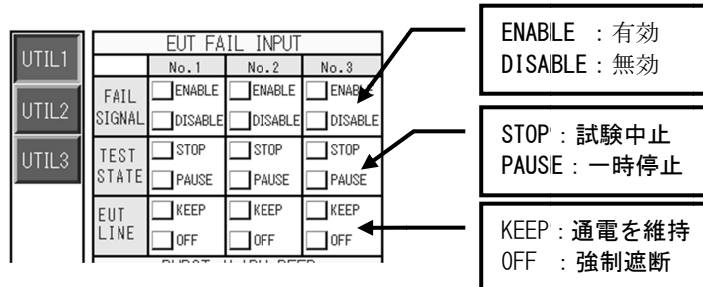 UTIL1
UTIL2
UTIL3
EUT FAIL INPUT
No.1 No.2 No.3
FAIL SIGNAL
ENABLE ENABLE ENABLE
DISABLE DISABLE DISABLE
TEST STATE
STOP STOP STOP
PAUSE PAUSE PAUSE
EUT LINE
KEEP KEEP KEEP
OFF OFF OFF
ENABLE :有効
DISABLE:無効
STOP:試験中止
PAUSE:一時停止
KEEP:通電を維持
OFF :強制遮断